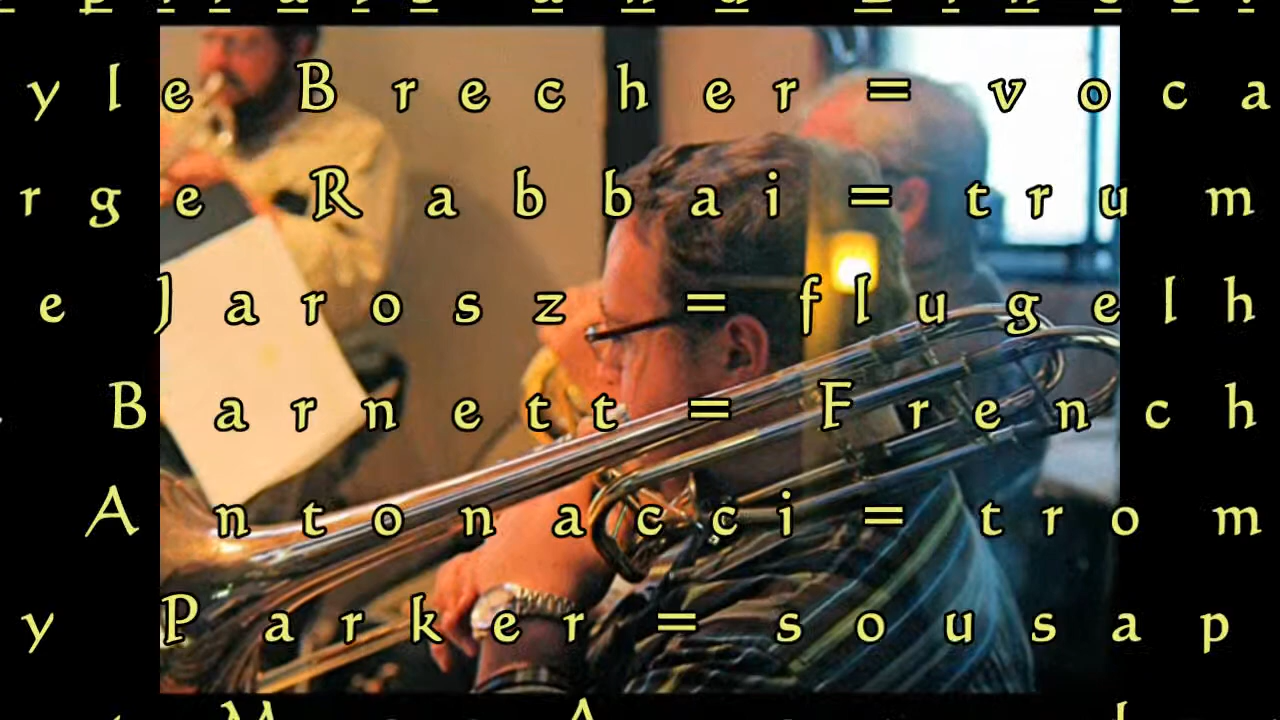 yle Brecher = voca
rge Rabbai = trum
e Jarosz = flugelh
Barnett = French
Antonacci = trom
y Parker = sousap